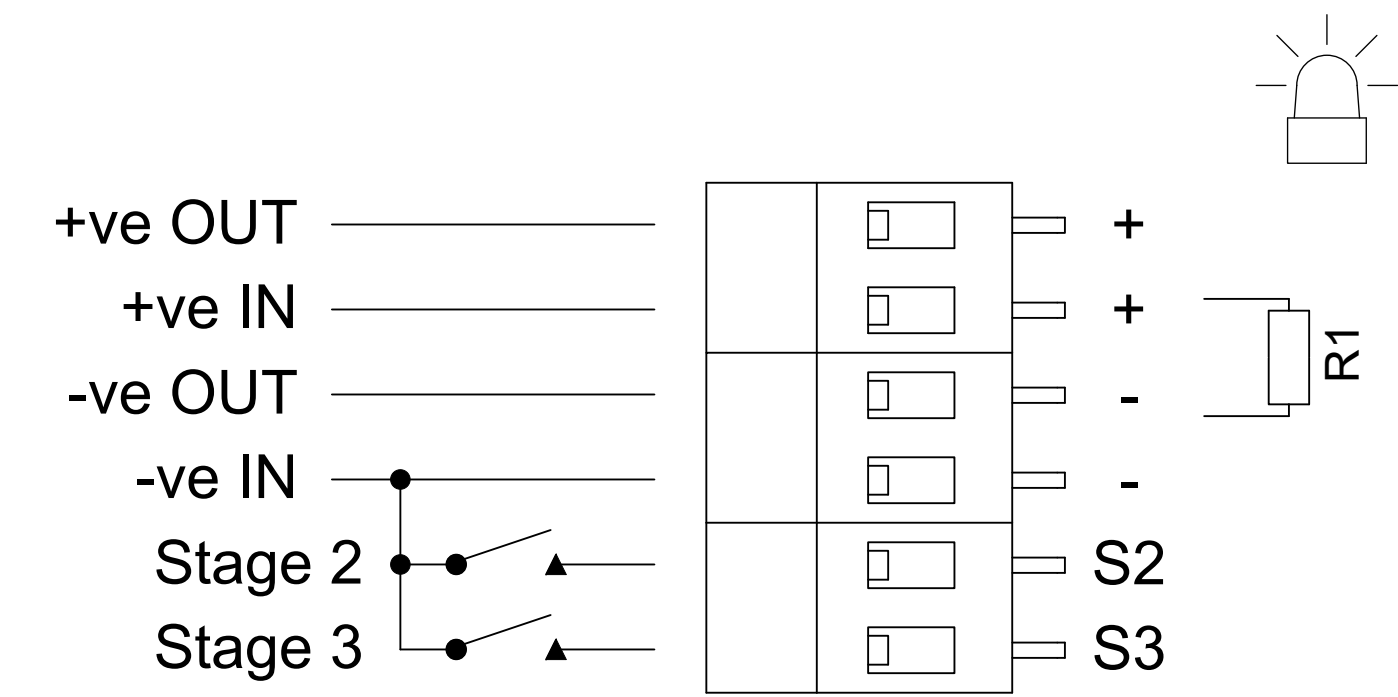 +ve OUT +
+ve IN +
-ve OUT -
-ve IN -
Stage 2 S2
Stage 3 S3
R1